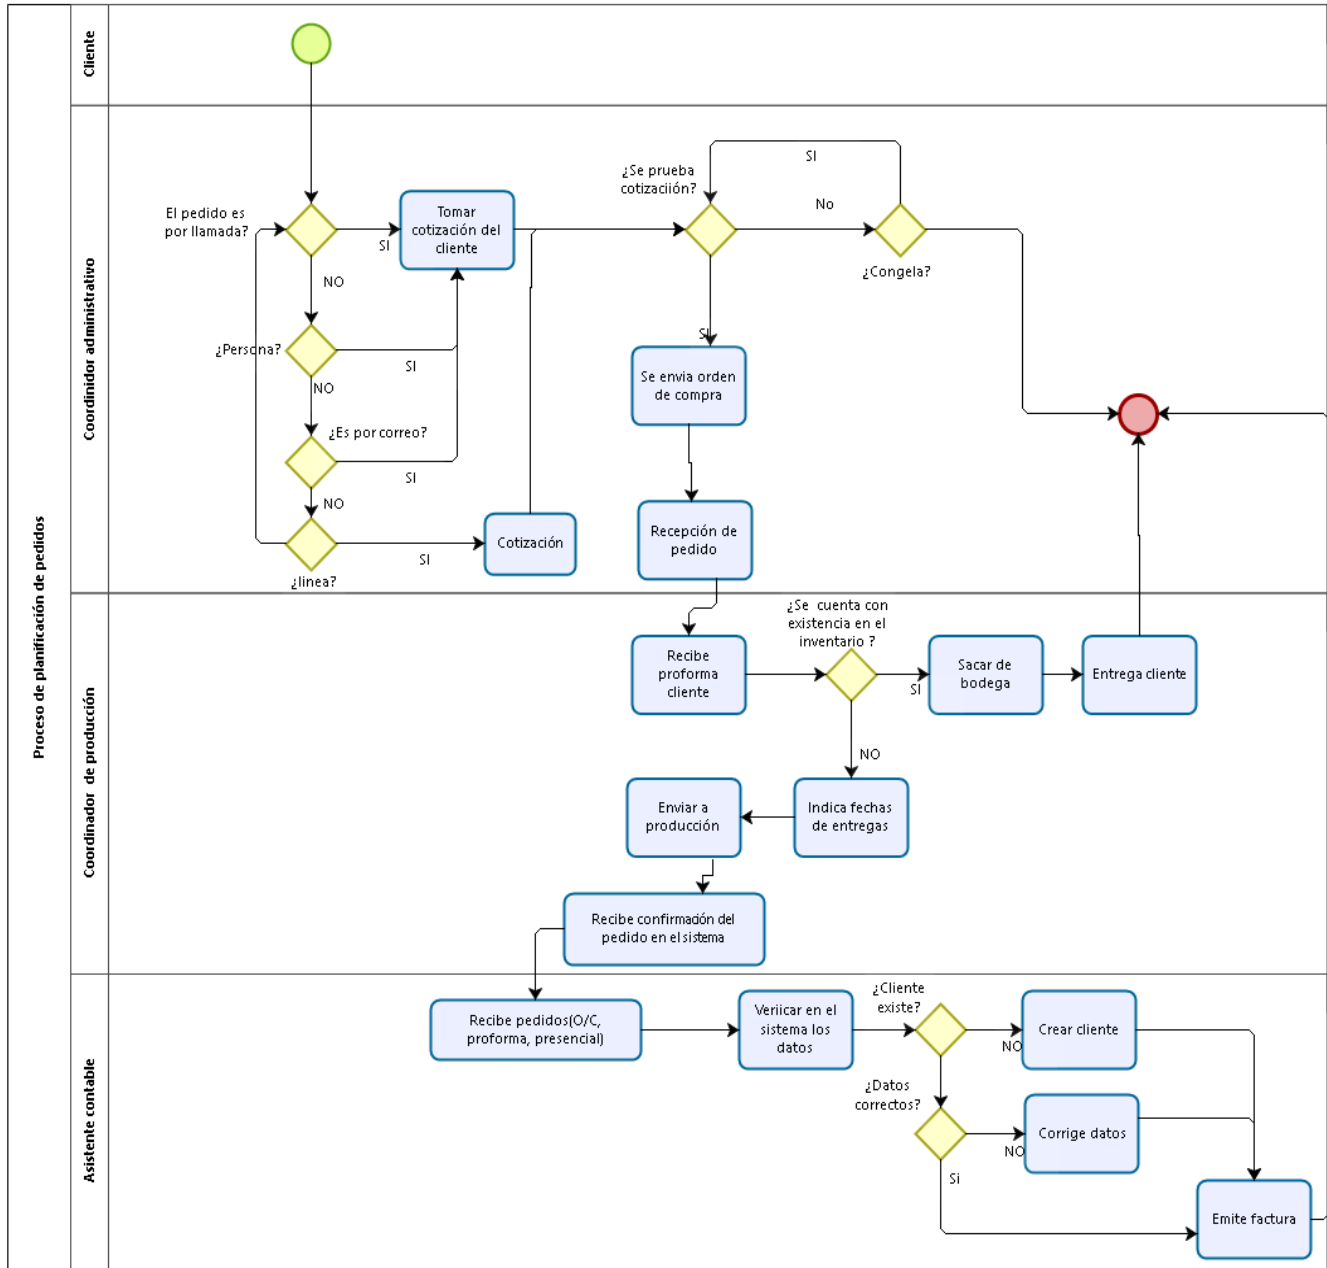 Proceso de planificación de pedidos
Cliente
Coordinidor administrativo
El pedido es
por llamada?
SI
Tomar
cotización del
cliente
NO
¿Persona?
SI
NO
¿Es por correo?
SI
NO
¿linea?
SI
Cotización
¿Se prueba
cotizaciión?
SI
No
¿Congela?
SI
Se envia orden
de compra
Recepción de
pedido
Coordinador de producción
Recibe
proforma
cliente
¿Se cuenta con
existencia en el
inventario ?
SI
Sacar de
bodega
Entrega cliente
NO
Indica fechas
de entregas
Enviar a
producción
Recibe confirmación del
pedido en el sistema
Asistente contable
Recibe pedidos(O/C,
proforma, presencial)
Veriicar en el
sistema los
datos
¿Cliente
existe?
NO
Crear cliente
¿Datos
correctos?
NO
Corrige datos
Si
Emite factura